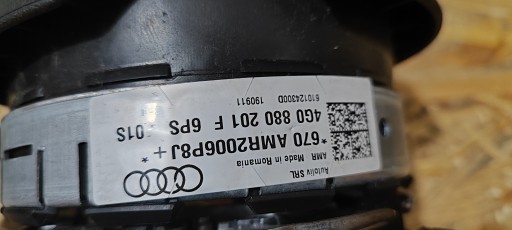 Autoliv SRL
AMR Made in Romania
*670 AMR2006P8J+ *
4G0 880 201 F 6PS 01S
610124300D 190911